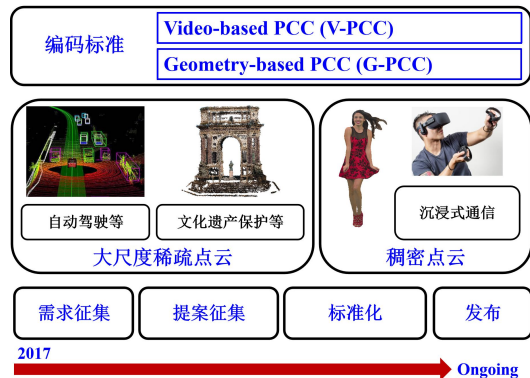 编码标准
Video-based PCC (V-PCC)
Geometry-based PCC (G-PCC)
自动驾驶等
文化遗产保护等
沉浸式通信
大尺度稀疏点云
稠密点云
需求征集
提案征集
标准化
发布
2017
Ongoing